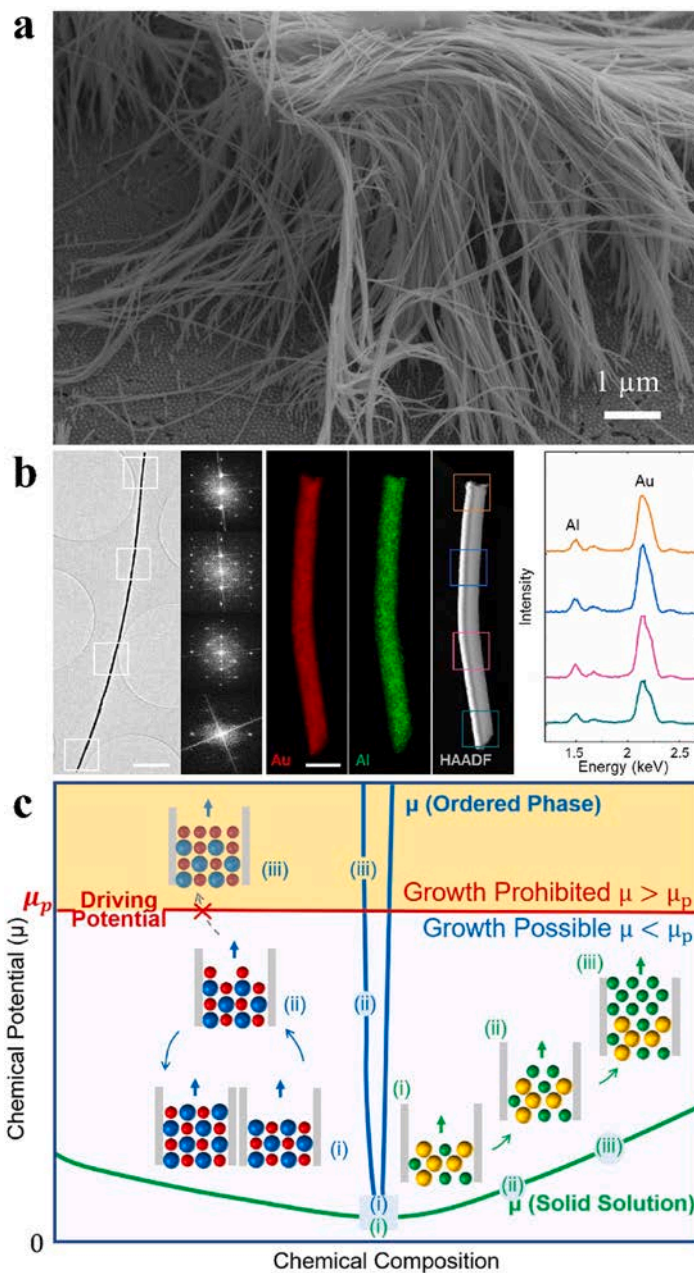 a
1 μm
b
Au
Al
HAADF
Intensity
Al
Au
1.5
2
2.5
Energy (keV)
c
Chemical Potential (μ)
μp
Driving
Potential
0
(iii)
(ii)
(i)
μ (Ordered Phase)
(iii)
Growth Prohibited μ > μp
Growth Possible μ < μp
(ii)
(iii)
(ii)
(i)
(iii)
(ii)
μ (Solid Solution)
(i)
(i)
Chemical Composition